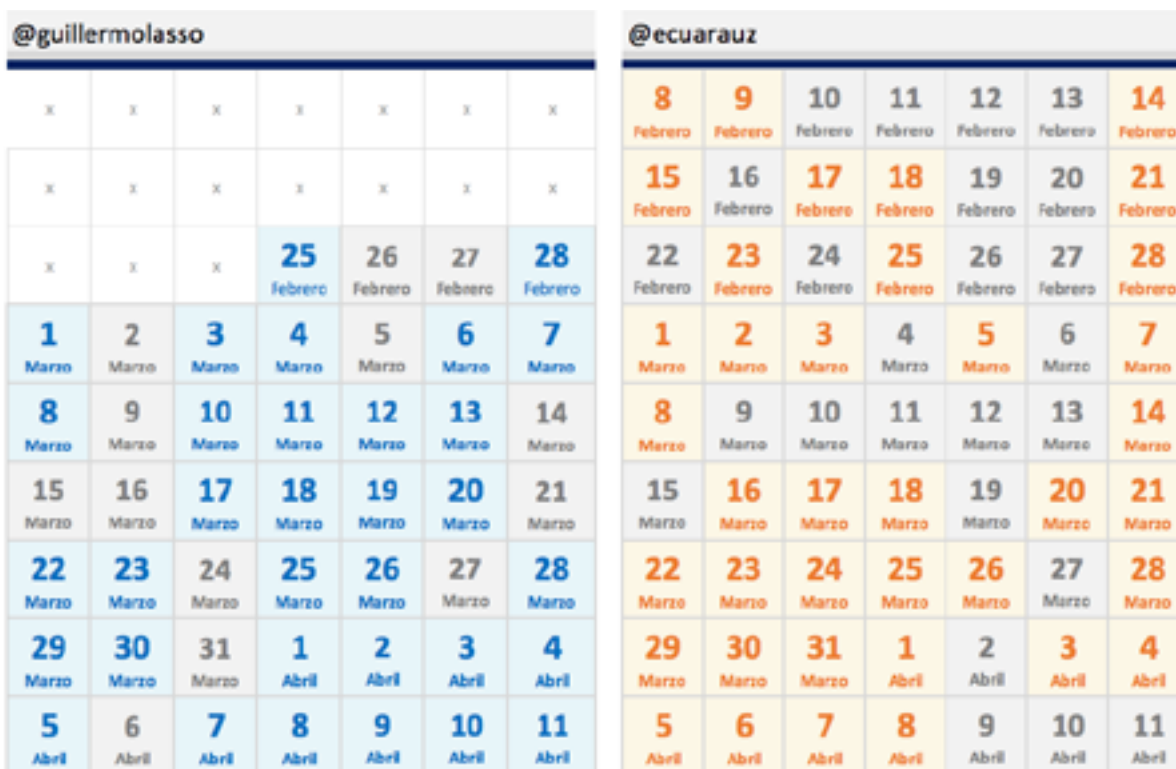 @guillermolasso
x x x x x x x
x x x x x x x
x x x 25 26 27 28
Febrero Febrero Febrero Febrero
1 2 3 4 5 6 7
Marzo Marzo Marzo Marzo Marzo Marzo Marzo
8 9 10 11 12 13 14
Marzo Marzo Marzo Marzo Marzo Marzo Marzo
15 16 17 18 19 20 21
Marzo Marzo Marzo Marzo Marzo Marzo Marzo
22 23 24 25 26 27 28
Marzo Marzo Marzo Marzo Marzo Marzo Marzo
29 30 31 1 2 3 4
Marzo Marzo Marzo Abril Abril Abril Abril
5 6 7 8 9 10 11
Abril Abril Abril Abril Abril Abril Abril
@ecuarauz
8 9 10 11 12 13 14
Febrero Febrero Febrero Febrero Febrero Febrero Febrero
15 16 17 18 19 20 21
Febrero Febrero Febrero Febrero Febrero Febrero Febrero
22 23 24 25 26 27 28
Febrero Febrero Febrero Febrero Febrero Febrero Febrero
1 2 3 4 5 6 7
Marzo Marzo Marzo Marzo Marzo Marzo Marzo
8 9 10 11 12 13 14
Marzo Marzo Marzo Marzo Marzo Marzo Marzo
15 16 17 18 19 20 21
Marzo Marzo Marzo Marzo Marzo Marzo Marzo
22 23 24 25 26 27 28
Marzo Marzo Marzo Marzo Marzo Marzo Marzo
29 30 31 1 2 3 4
Marzo Marzo Marzo Abril Abril Abril Abril
5 6 7 8 9 10 11
Abril Abril Abril Abril Abril Abril Abril